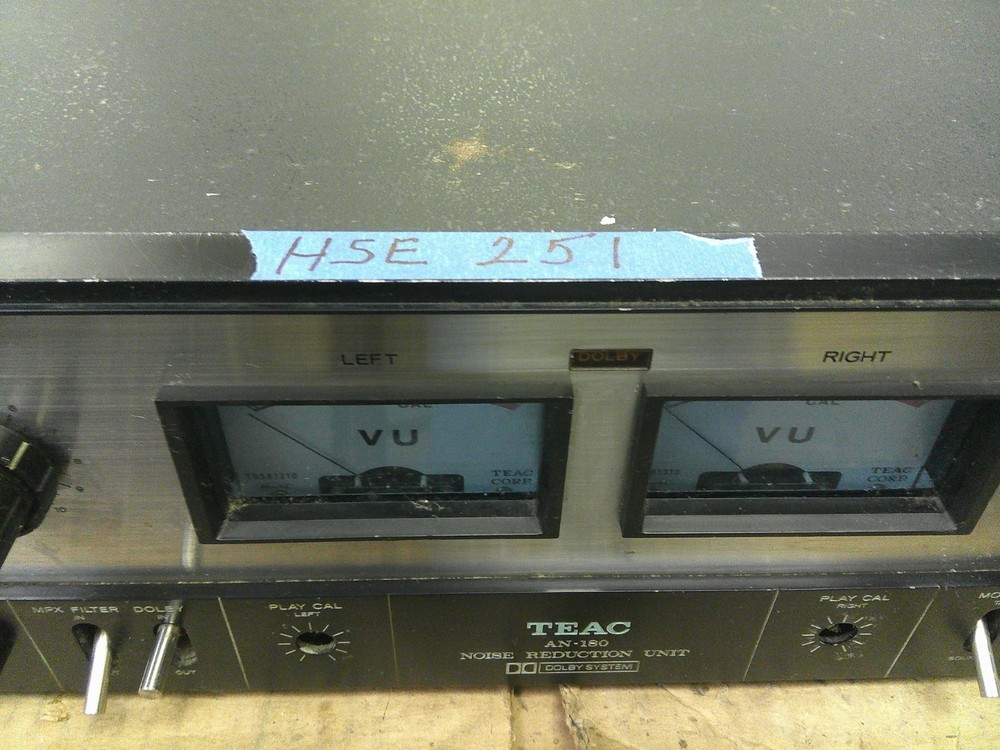 HSE 251
LEFT
DOLBY
RIGHT
CAL
VU
TEAC
CORP.
CAL
VU
TEAC
CORP.
MPX FILTER
IN
DOLBY
IN
OUT
PLAY CAL
LEFT
TEAC
AN-180
NOISE REDUCTION UNIT
DOLBY SYSTEM
PLAY CAL
RIGHT